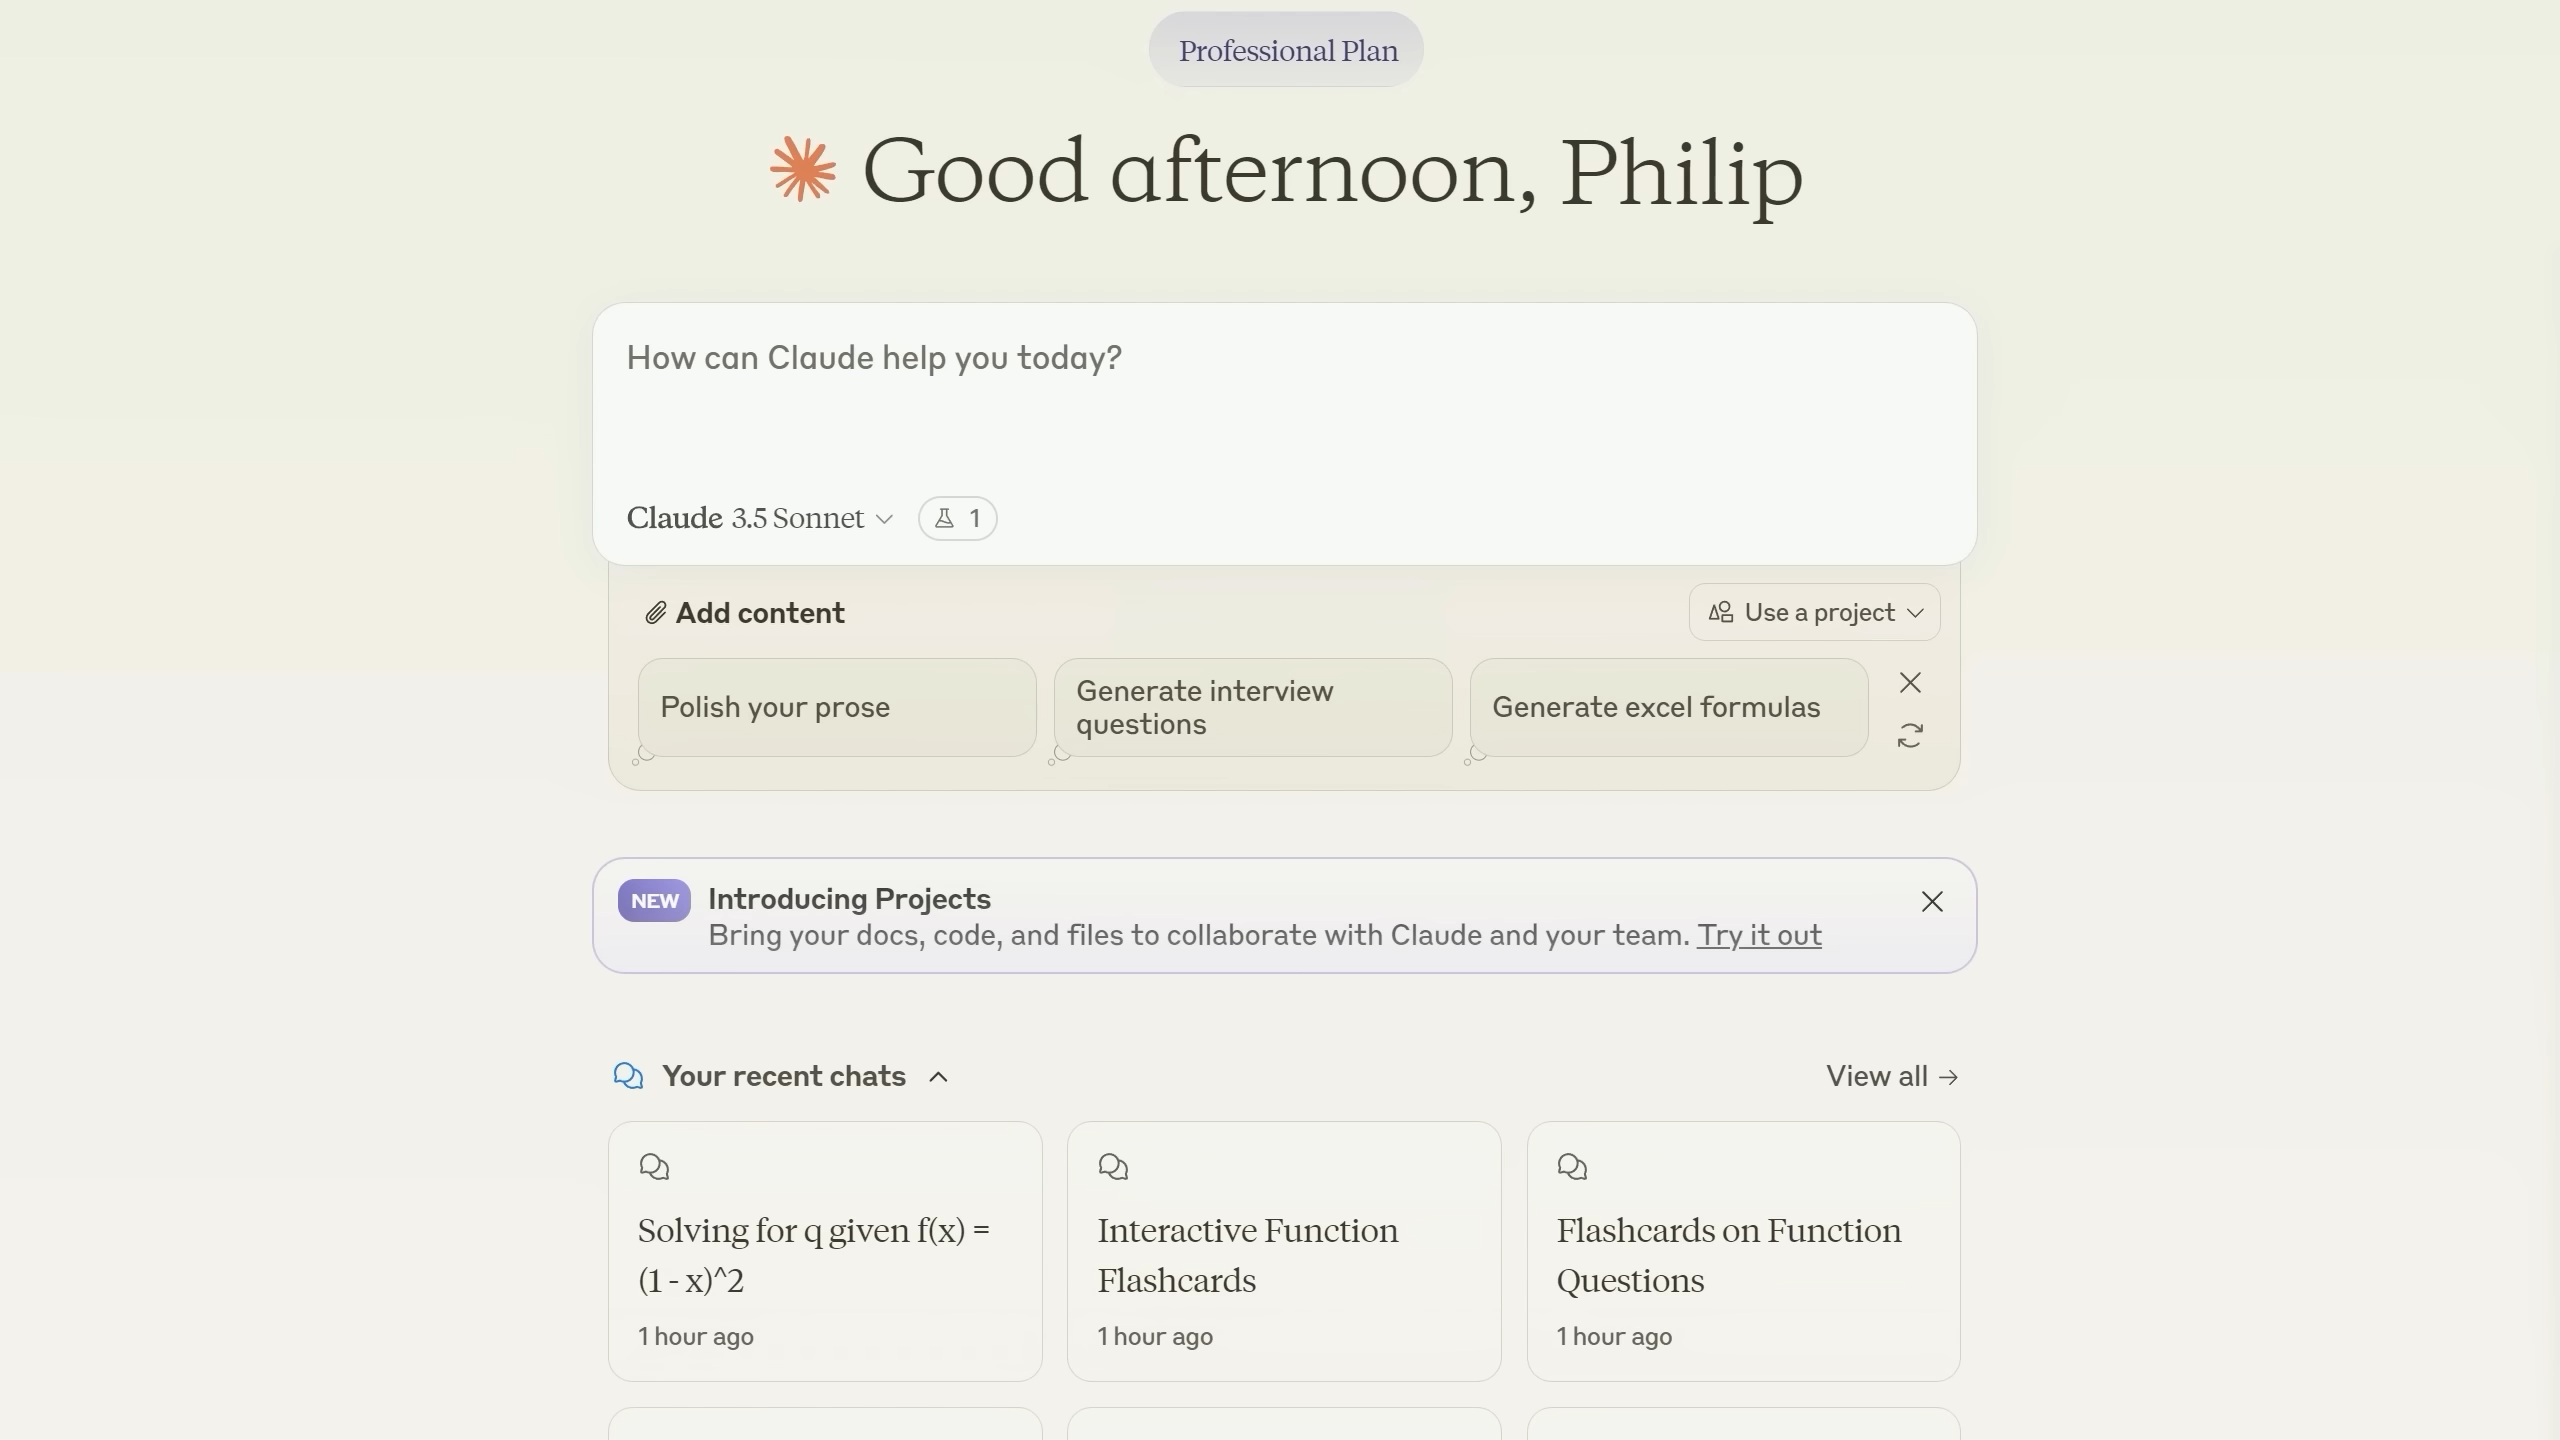 Professional Plan
Good afternoon, Philip
How can Claude help you today?
Claude 3.5 Sonnet 1
Add content
Use a project
Polish your prose
Generate interview
questions
Generate excel formulas
NEW
Introducing Projects
Bring your docs, code, and files to collaborate with Claude and your team. Try it out
Your recent chats
View all →
Solving for q given f(x) =
(1 - x)^2
1 hour ago
Interactive Function
Flashcards
1 hour ago
Flashcards on Function
Questions
1 hour ago